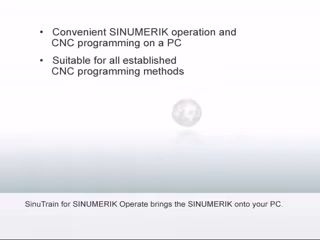 • Convenient SINUMERIK operation and
CNC programming on a PC
• Suitable for all established
CNC programming methods
SinuTrain for SINUMERIK Operate brings the SINUMERIK onto your PC.